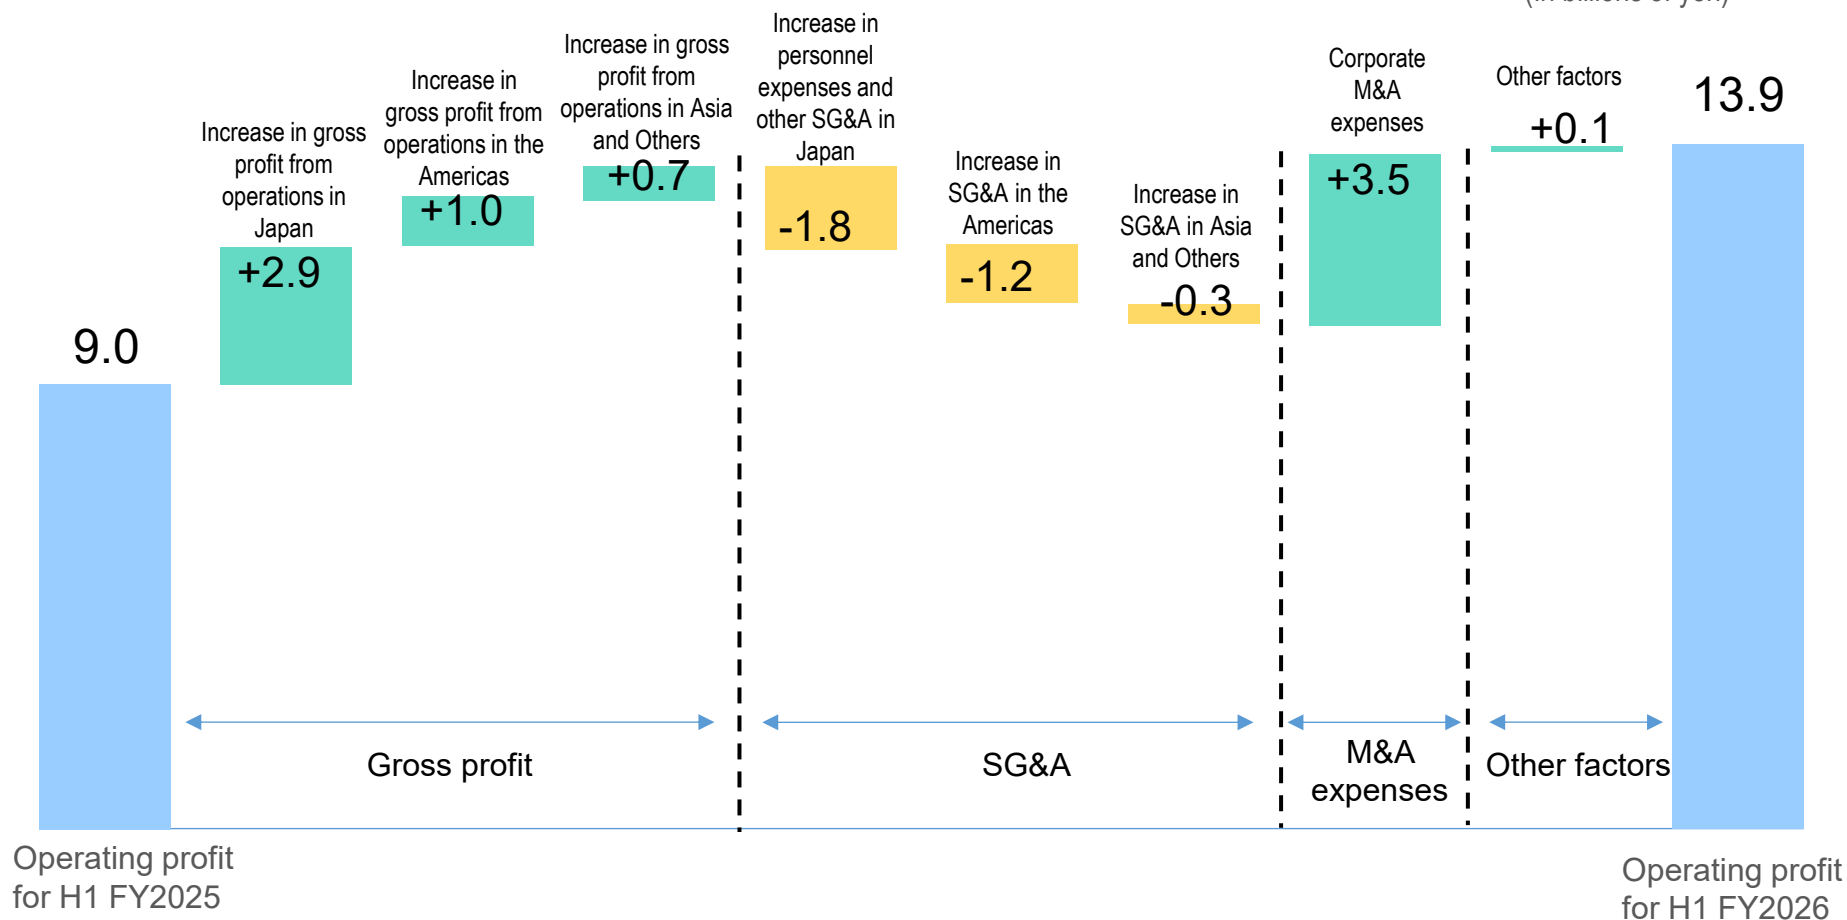 9.0
Increase in gross
profit from
operations in
Japan
+2.9
Increase in
gross profit from
operations in the
Americas
+1.0
Increase in gross
profit from
operations in Asia
and Others
+0.7
Increase in
personnel
expenses and
other SG&A in
Japan
-1.8
Increase in
SG&A in the
Americas
-1.2
Increase in
SG&A in Asia
and Others
-0.3
Corporate
M&A
expenses
+3.5
Other factors
+0.1
13.9
Gross profit
SG&A
M&A
expenses
Other factors
Operating profit
for H1 FY2025
Operating profit
for H1 FY2026